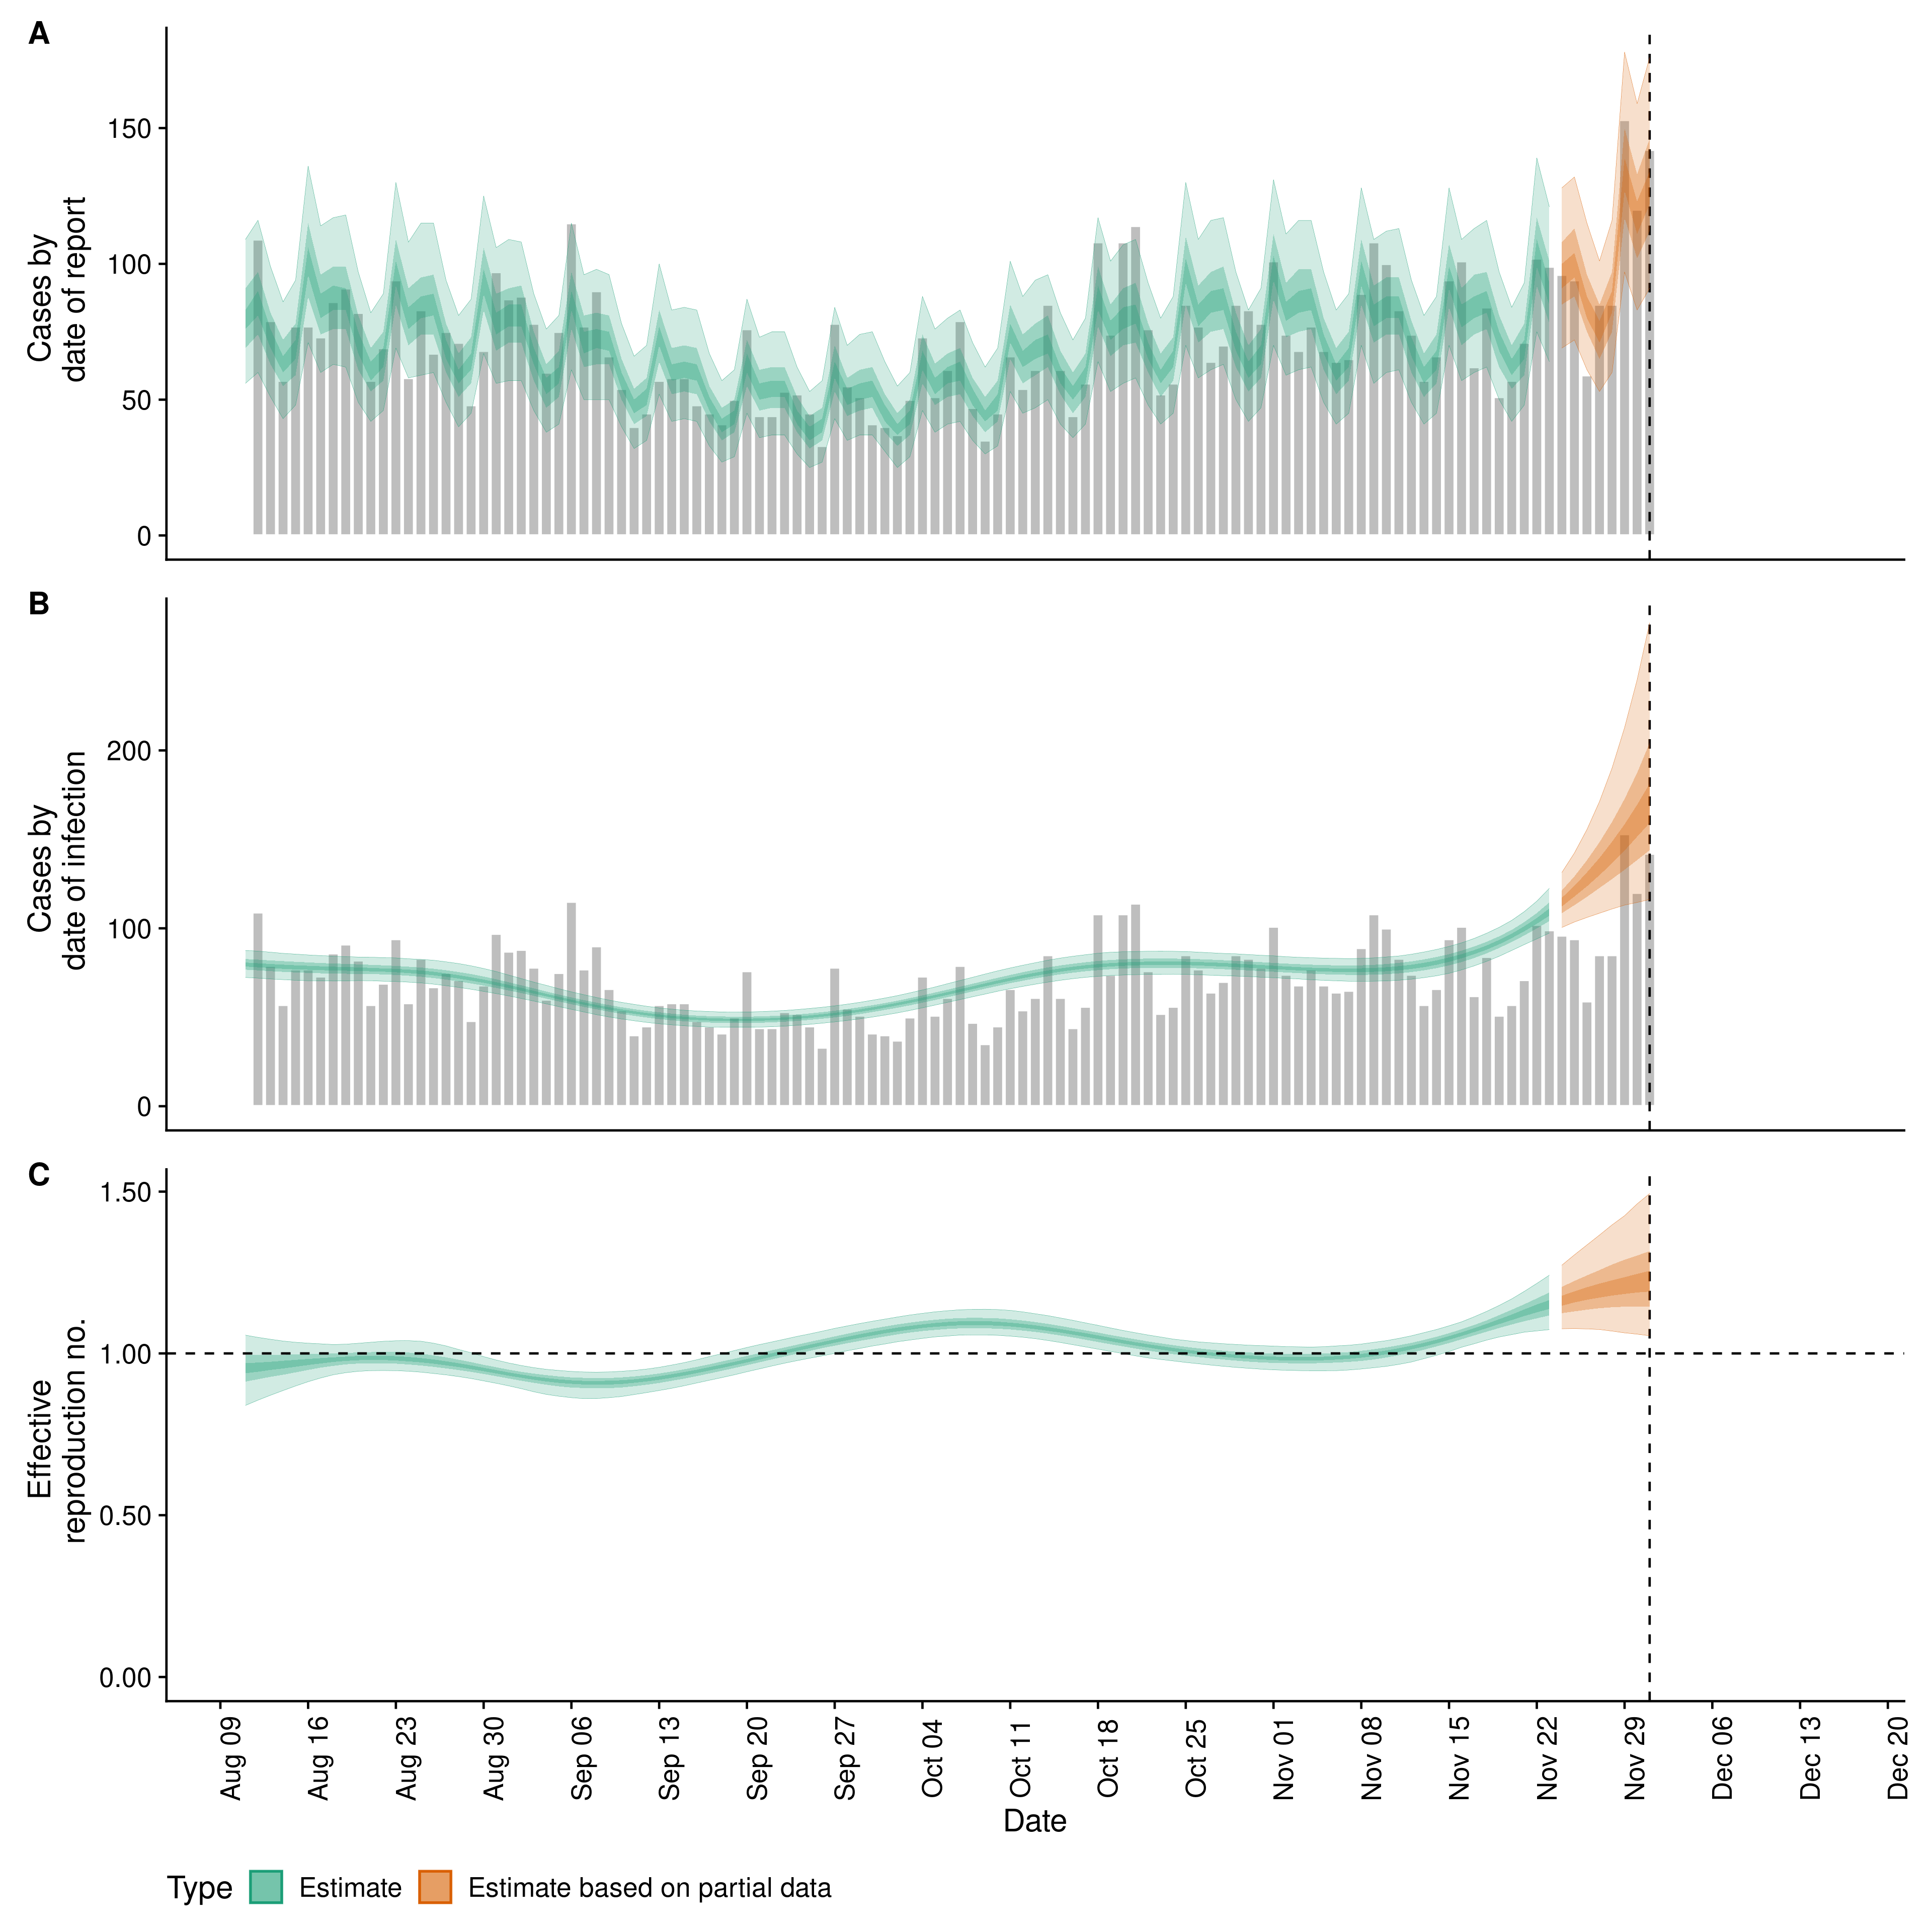 A
Cases by
date of report
150
100
50
0
B
Cases by
date of infection
200
100
0
C
Effective
reproduction no.
1.50
1.00
0.50
0.00
Aug 09
Aug 16
Aug 23
Aug 30
Sep 06
Sep 13
Sep 20
Sep 27
Oct 04
Oct 11
Oct 18
Oct 25
Nov 01
Nov 08
Nov 15
Nov 22
Nov 29
Dec 06
Dec 13
Dec 20
Date
Type Estimate Estimate based on partial data